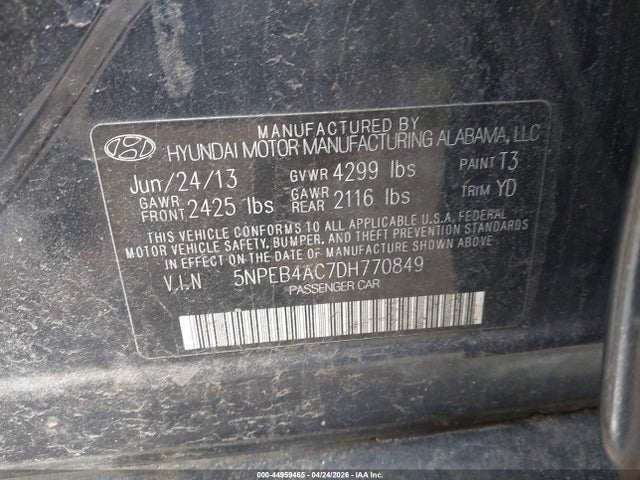 MANUFACTURED BY
HYUNDAI MOTOR MANUFACTURING ALABAMA, LLC
Jun/24/13 GVWR 4299 lbs PAINT T3
GAWR FRONT 2425 lbs GAWR REAR 2116 lbs TRIM YD
THIS VEHICLE CONFORMS TO ALL APPLICABLE U.S.A. FEDERAL
MOTOR VEHICLE SAFETY, BUMPER, AND THEFT PREVENTION
STANDARDS IN EFFECT ON THE DATE OF MANUFACTURE SHOWN ABOVE
V.I.N 5NPEB4AC7DH770849
PASSENGER CAR
000-44959465 - 04/24/2026 - IAA Inc.